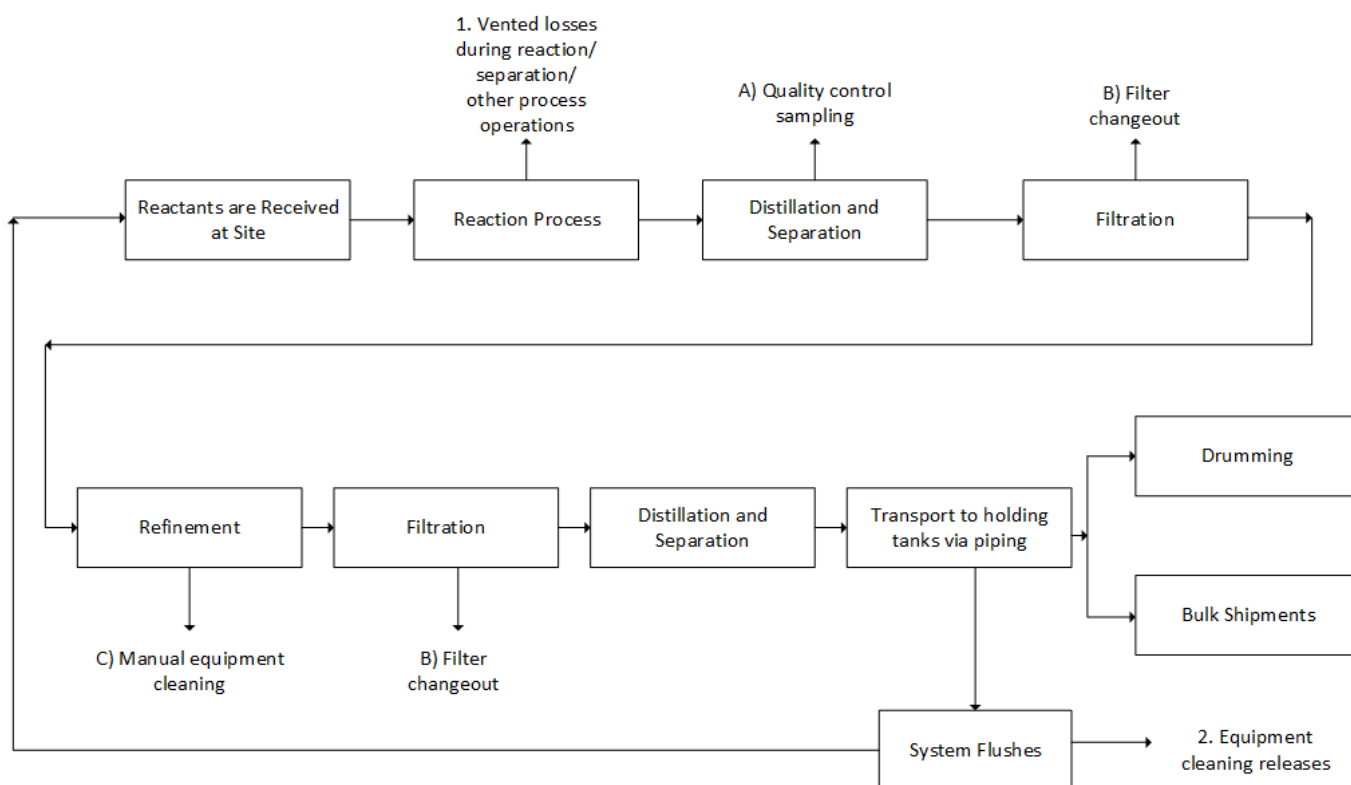 1. Vented losses
during reaction/
separation/
other process
operations
A) Quality control
sampling
B) Filter
changeout
Reactants are Received
at Site
Reaction Process
Distillation and
Separation
Filtration
Refinement
Filtration
Distillation and
Separation
Transport to holding
tanks via piping
Drumming
Bulk Shipments
C) Manual equipment
cleaning
B) Filter
changeout
System Flushes
2. Equipment
cleaning releases